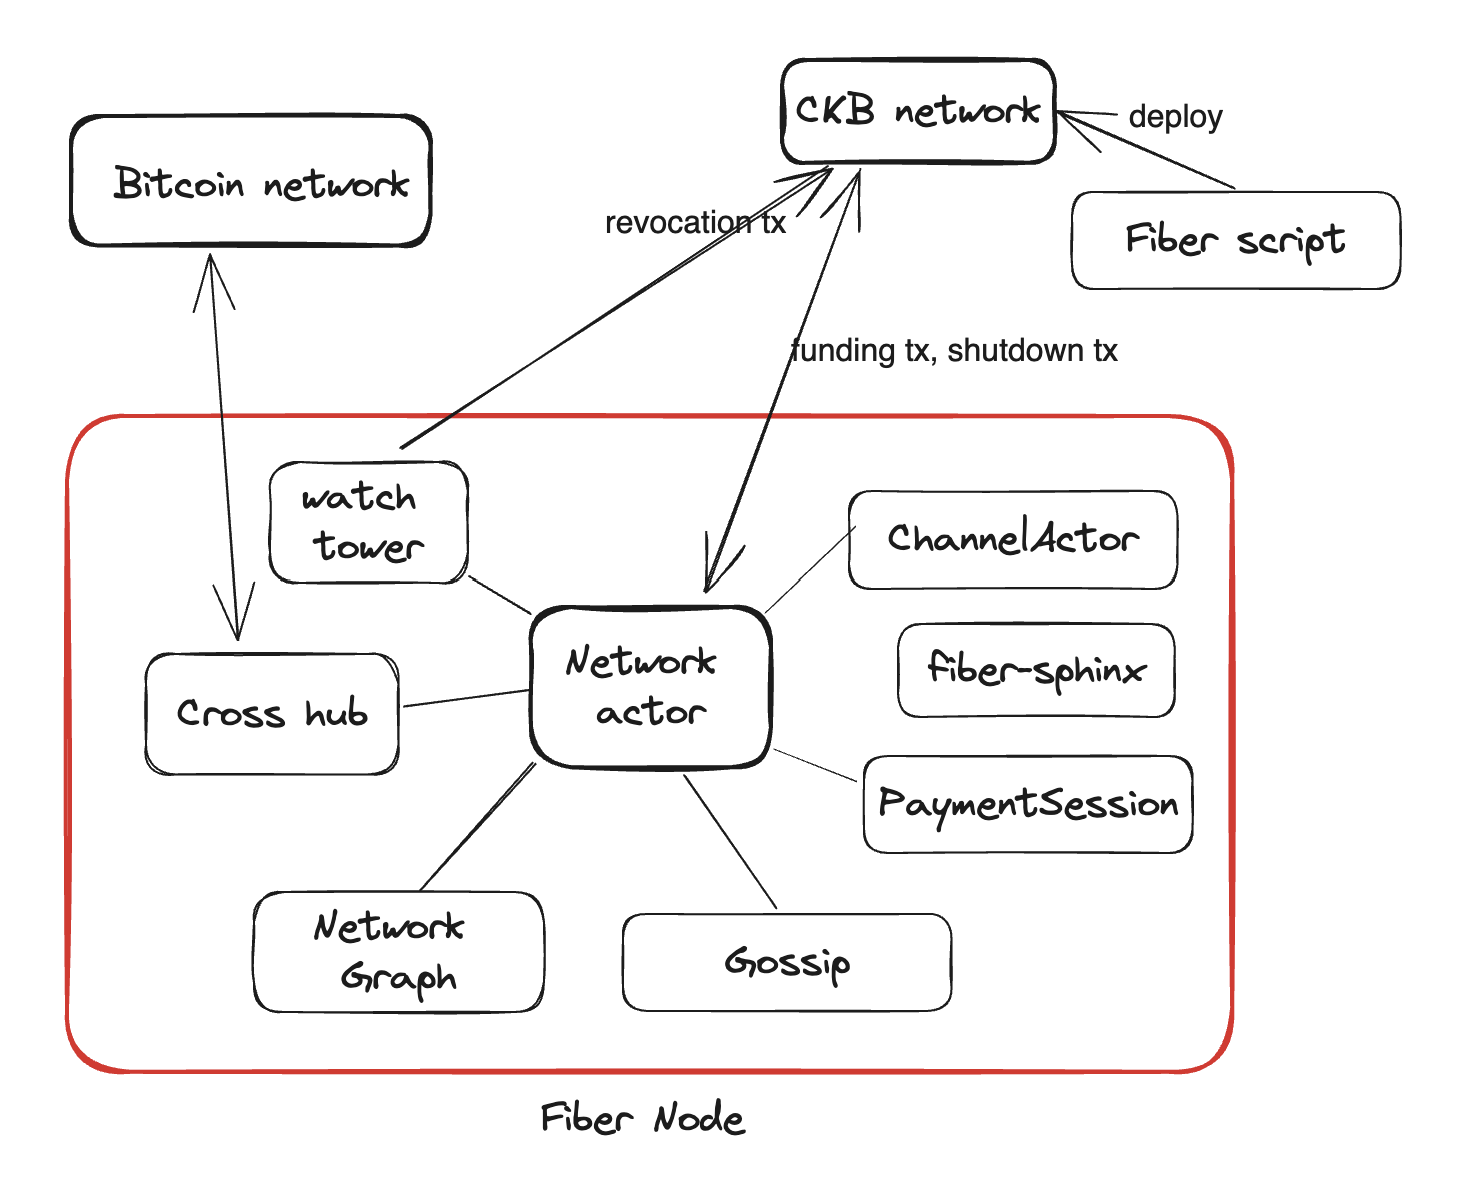 CKB network
deploy
Bitcoin network
revocation tx
Fiber script
funding tx, shutdown tx
watch
tower
ChannelActor
Network
actor
fiber-sphinx
Cross hub
PaymentSession
Network
Graph
Gossip
Fiber Node